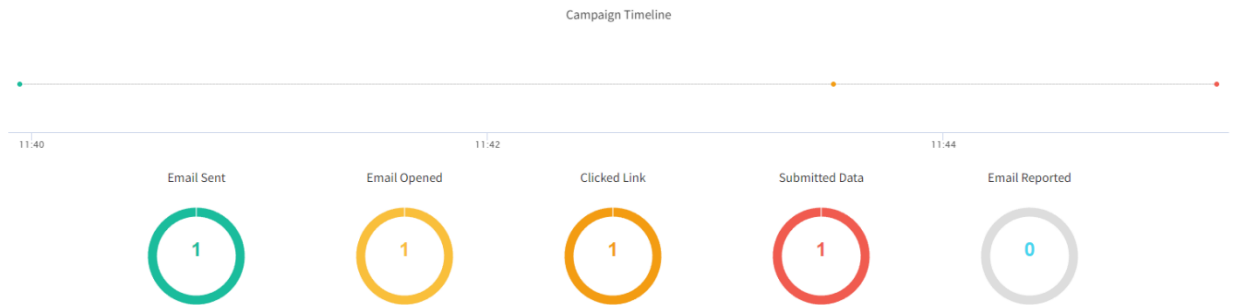 Campaign Timeline
11:40 11:42 11:44
Email Sent Email Opened Clicked Link Submitted Data Email Reported
1 1 1 1 0